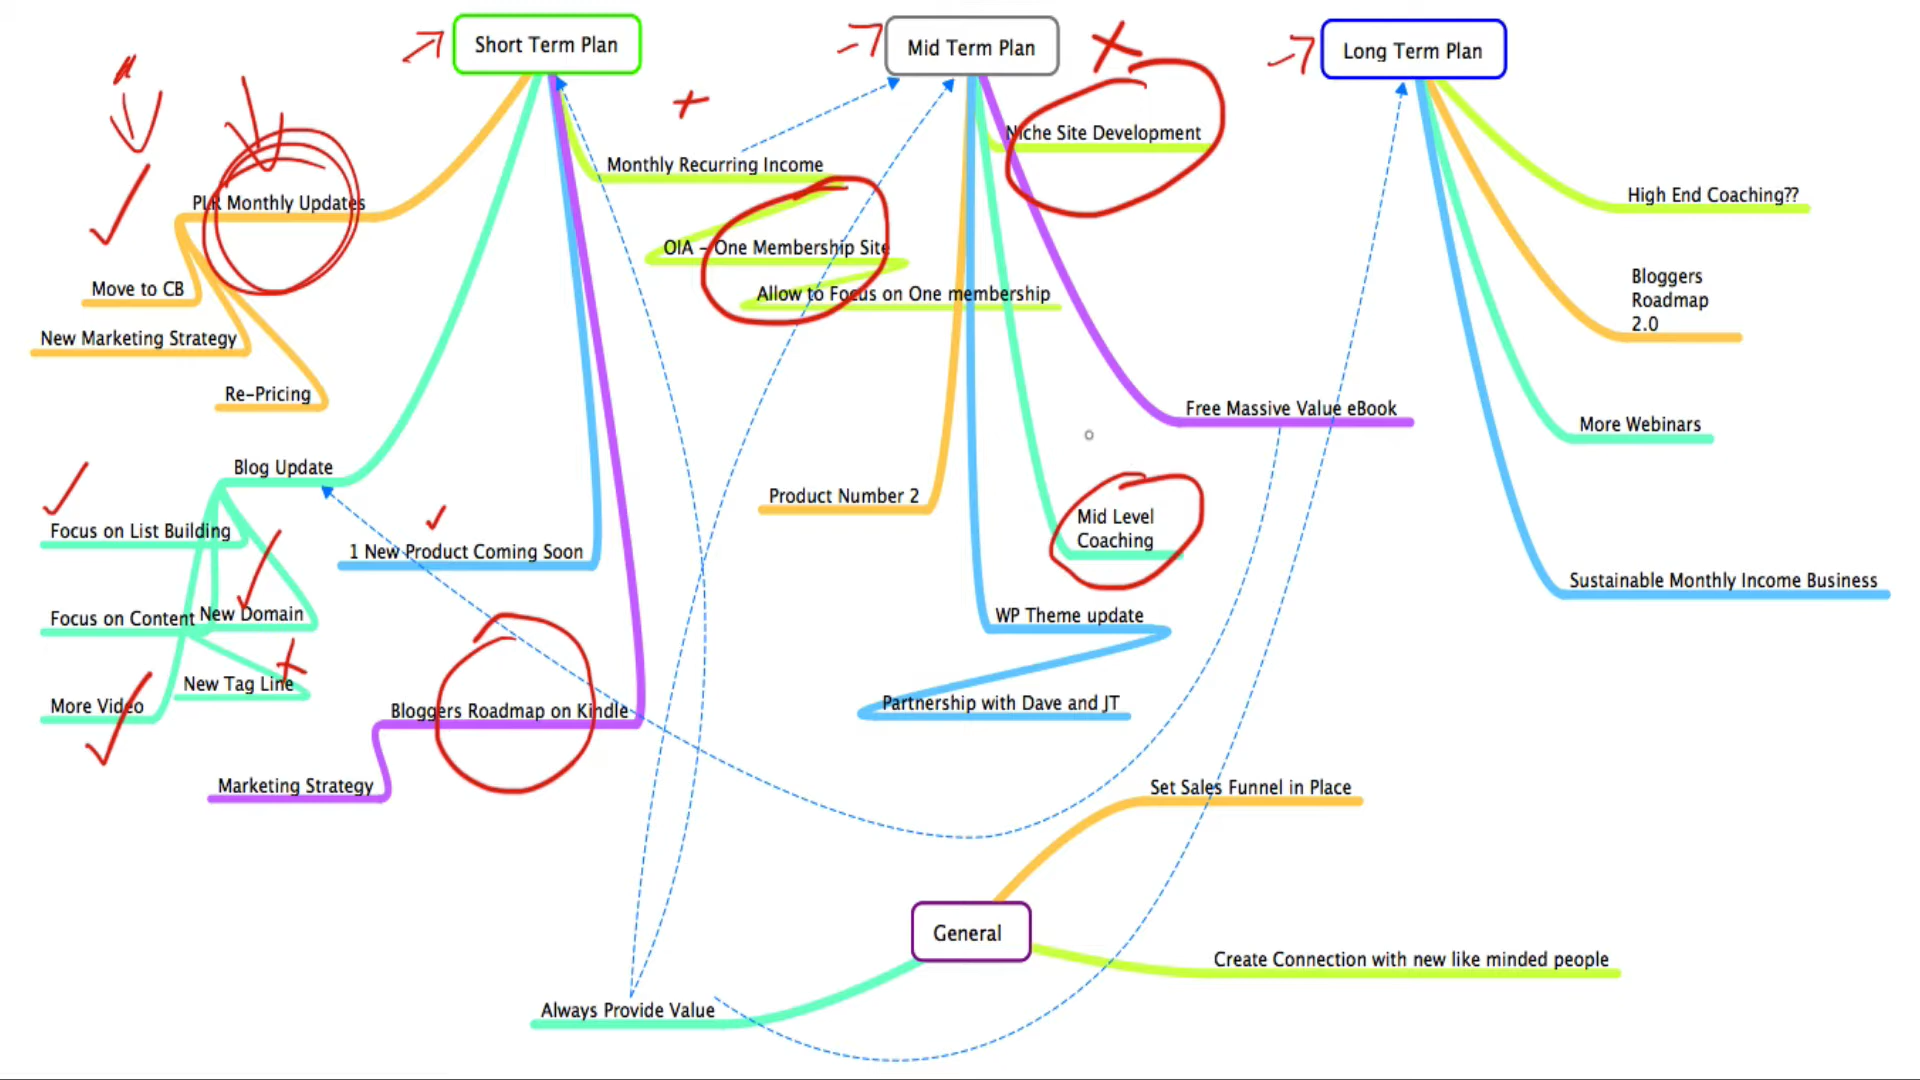 Short Term Plan
Mid Term Plan
Long Term Plan
PLR Monthly Updates
Move to CB
New Marketing Strategy
Re-Pricing
Blog Update
Focus on List Building
Focus on Content
New Domain
New Tag Line
More Video
1 New Product Coming Soon
Bloggers Roadmap on Kindle
Marketing Strategy
Monthly Recurring Income
OIA - One Membership Site
Allow to Focus on One membership
Niche Site Development
Free Massive Value eBook
Product Number 2
Mid Level
Coaching
WP Theme update
Partnership with Dave and JT
High End Coaching??
Bloggers
Roadmap
2.0
More Webinars
Sustainable Monthly Income Business
General
Set Sales Funnel in Place
Create Connection with new like minded people
Always Provide Value